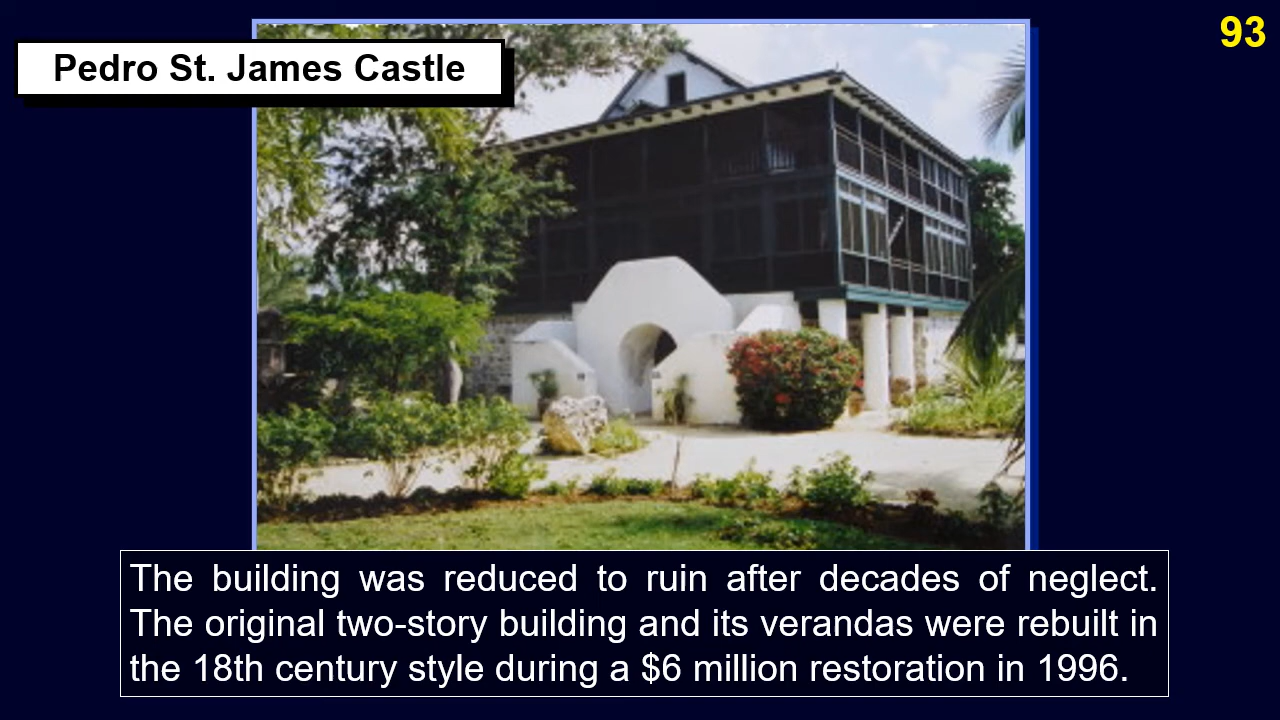 93
Pedro St. James Castle
The building was reduced to ruin after decades of neglect.
The original two-story building and its verandas were rebuilt in
the 18th century style during a $6 million restoration in 1996.